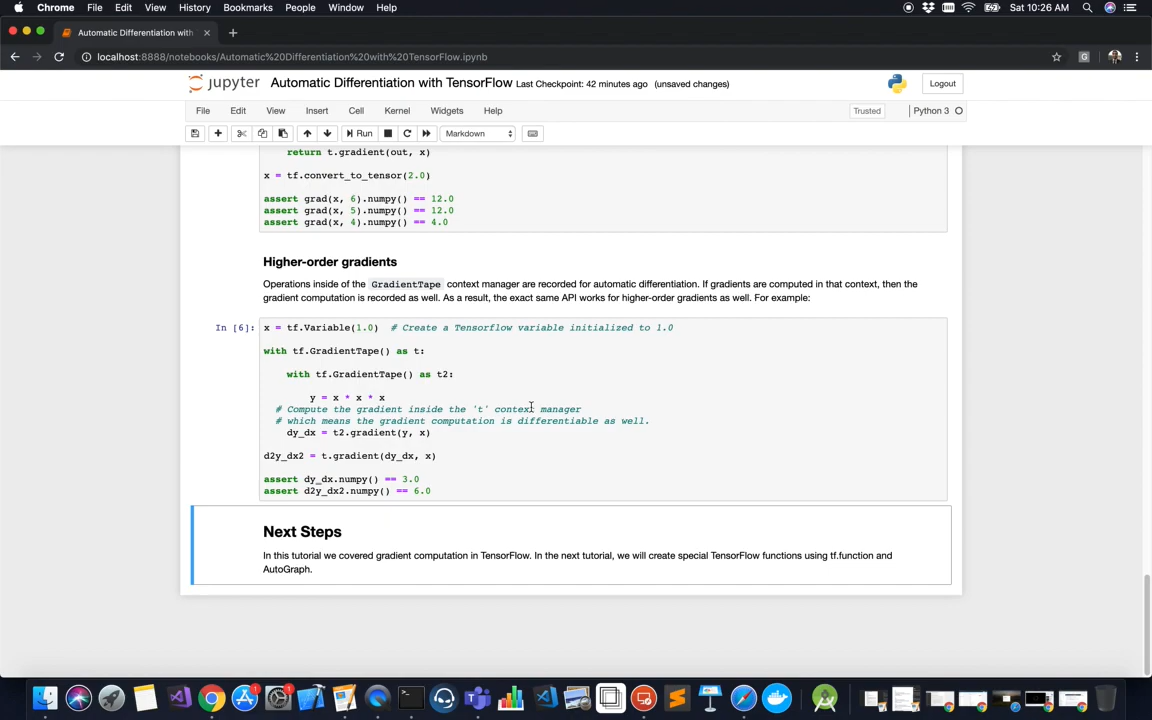 Chrome File Edit View History Bookmarks People Window Help Sat 10:26 AM
Automatic Differentiation with
localhost:8888/notebooks/Automatic%20Differentiation%20with%20TensorFlow.ipynb
jupyter Automatic Differentiation with TensorFlow Last Checkpoint: 42 minutes ago (unsaved changes) Logout
File Edit View Insert Cell Kernel Widgets Help Trusted Python 3
Run Markdown
return t.gradient(out, x)
x = tf.convert_to_tensor(2.0)
assert grad(x, 6).numpy() == 12.0
assert grad(x, 5).numpy() == 12.0
assert grad(x, 4).numpy() == 4.0
Higher-order gradients
Operations inside of the GradientTape context manager are recorded for automatic differentiation. If gradients are computed in that context, then the
gradient computation is recorded as well. As a result, the exact same API works for higher-order gradients as well. For example:
In [6]: x = tf.Variable(1.0) # Create a Tensorflow variable initialized to 1.0
with tf.GradientTape() as t:
with tf.GradientTape() as t2:
y = x * x * x
# Compute the gradient inside the 't' context manager
# which means the gradient computation is differentiable as well.
dy_dx = t2.gradient(y, x)
d2y_dx2 = t.gradient(dy_dx, x)
assert dy_dx.numpy() == 3.0
assert d2y_dx2.numpy() == 6.0
Next Steps
In this tutorial we covered gradient computation in TensorFlow. In the next tutorial, we will create special TensorFlow functions using tf.function and
AutoGraph.